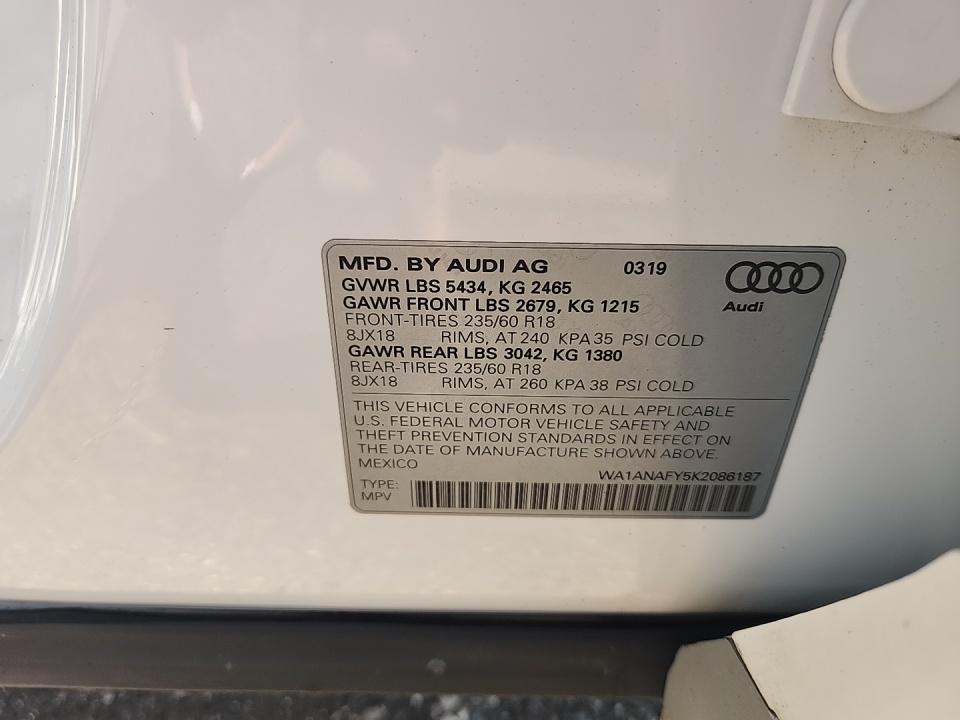 MFD. BY AUDI AG 0319
GVWR LBS 5434, KG 2465
GAWR FRONT LBS 2679, KG 1215
Audi
FRONT-TIRES 235/60 R18
8JX18 RIMS, AT 240 KPA 35 PSI COLD
GAWR REAR LBS 3042, KG 1380
REAR-TIRES 235/60 R18
8JX18 RIMS, AT 260 KPA 38 PSI COLD
THIS VEHICLE CONFORMS TO ALL APPLICABLE
U.S. FEDERAL MOTOR VEHICLE SAFETY AND
THEFT PREVENTION STANDARDS IN EFFECT ON
THE DATE OF MANUFACTURE SHOWN ABOVE.
MEXICO
WA1ANAFY5K2086187
TYPE:
MPV